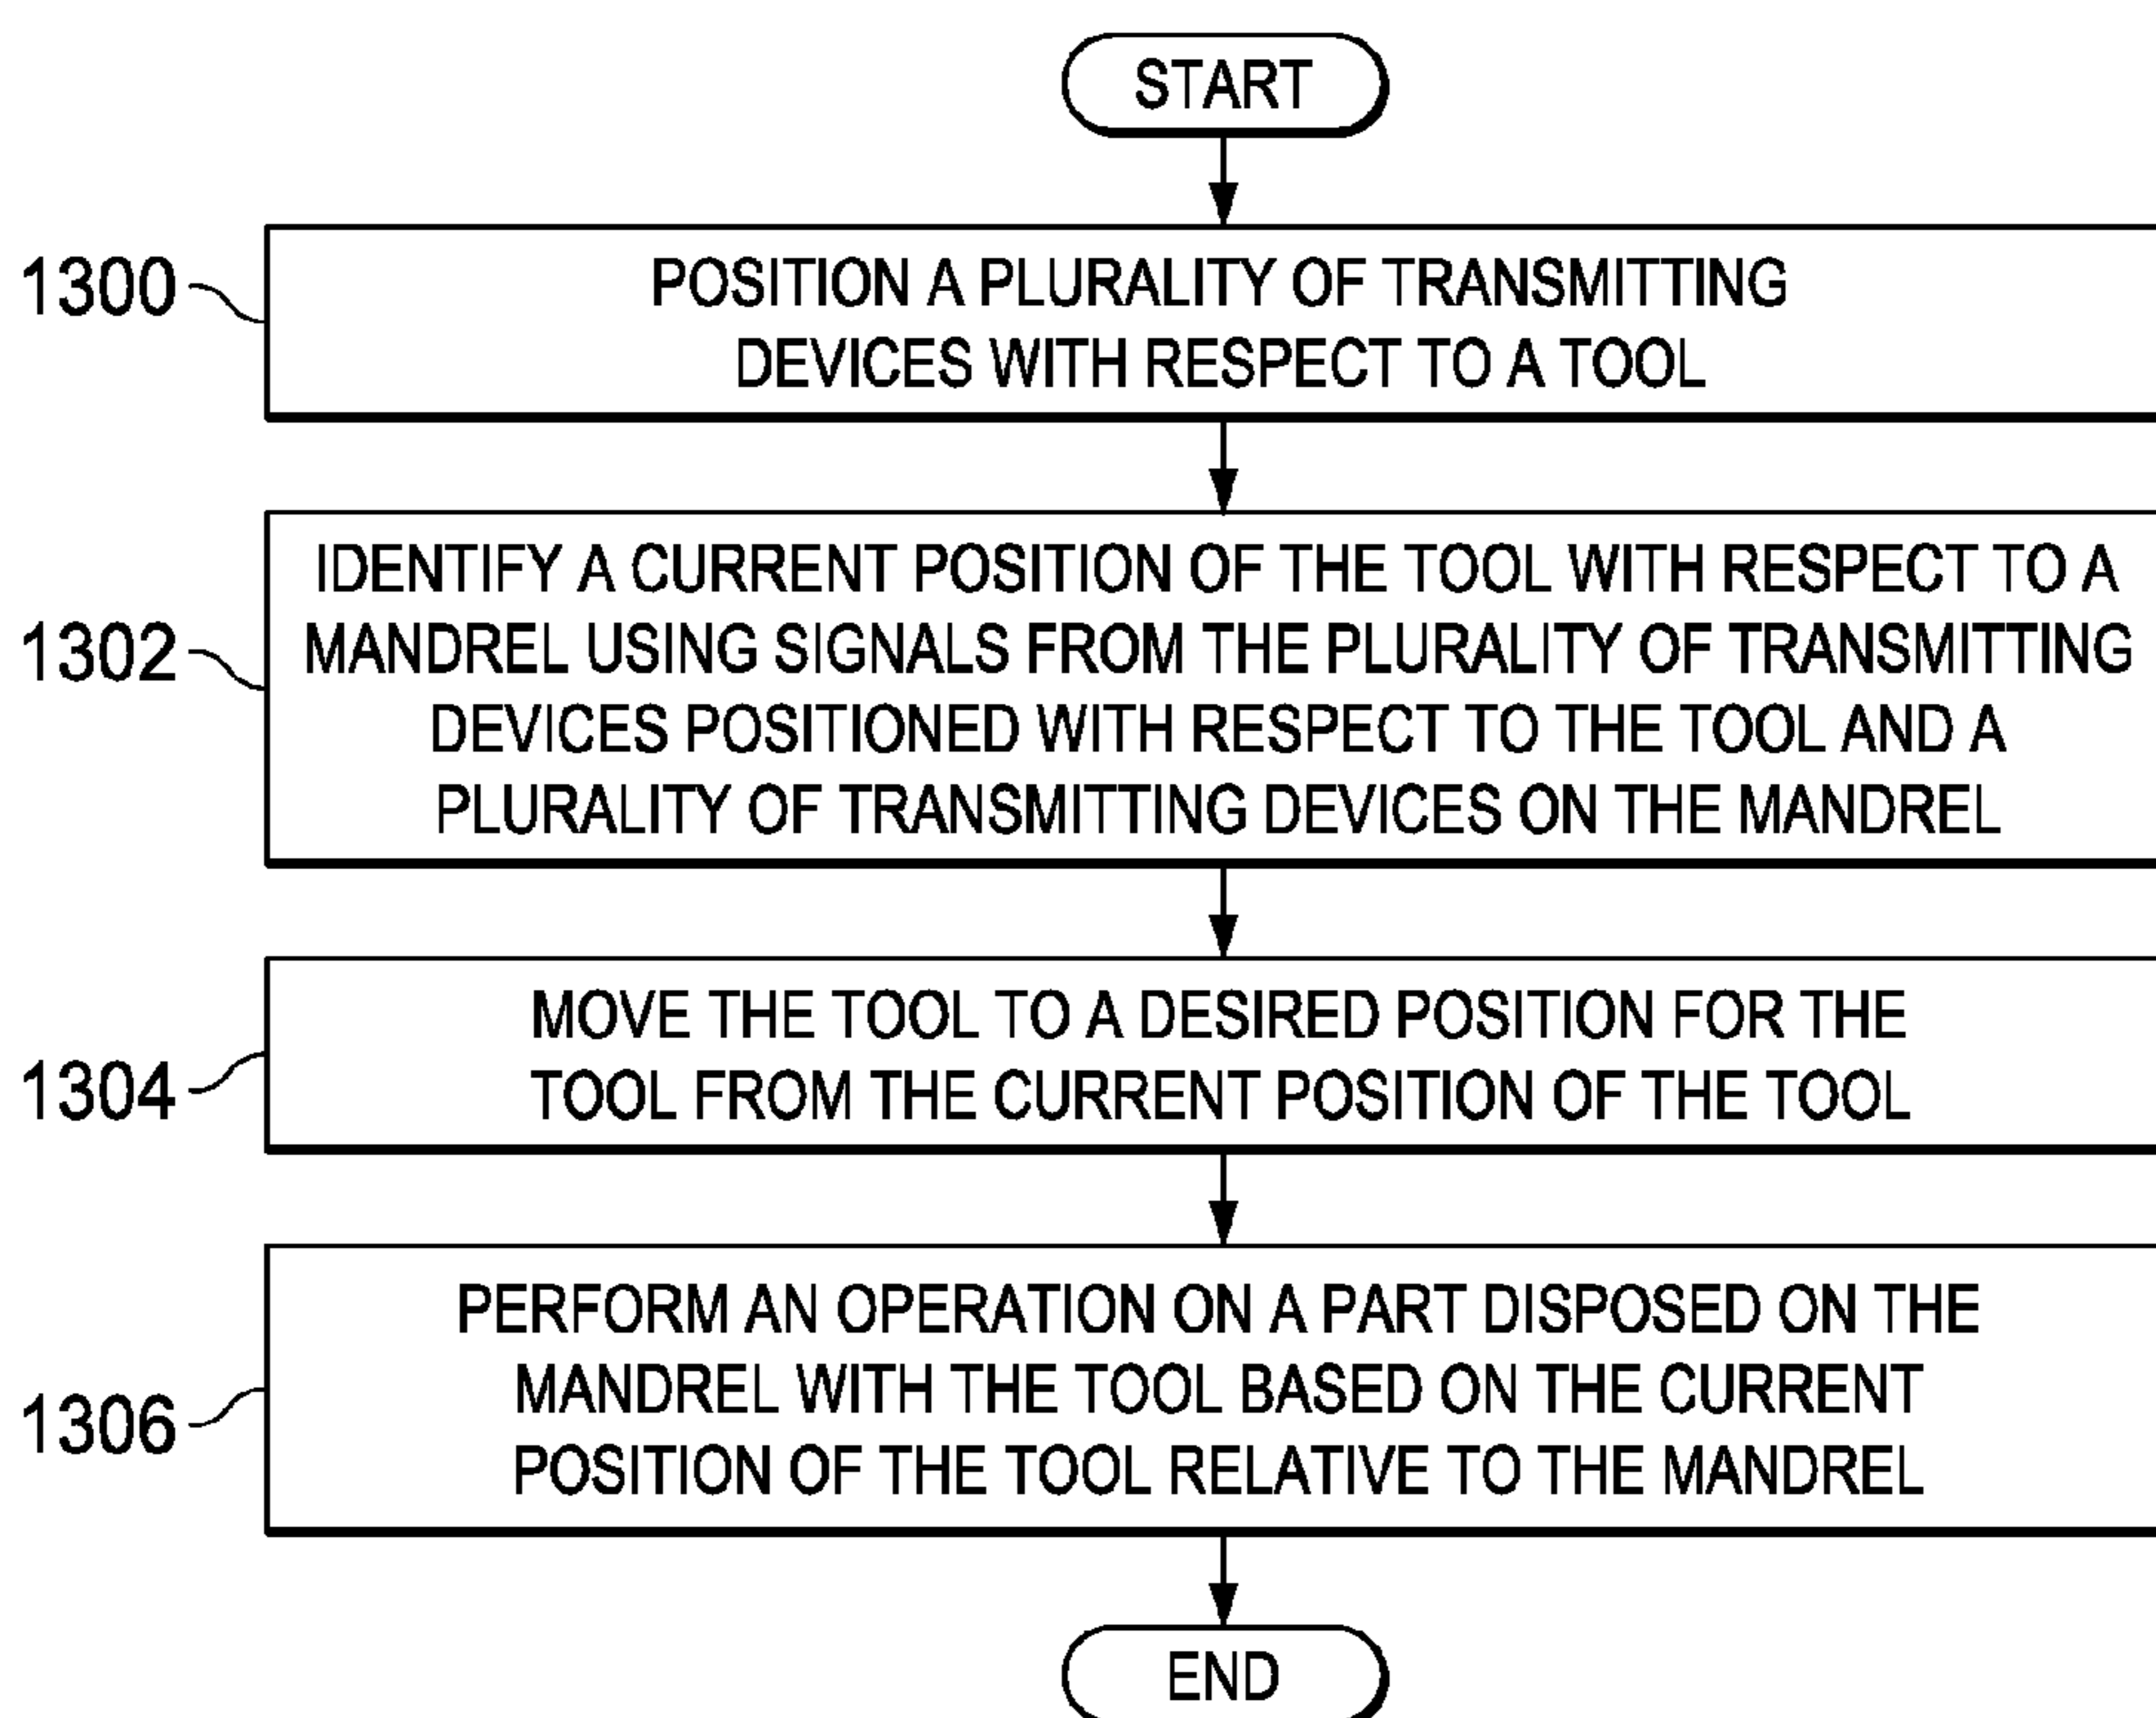 START
1300
POSITION A PLURALITY OF TRANSMITTING
DEVICES WITH RESPECT TO A TOOL
1302
IDENTIFY A CURRENT POSITION OF THE TOOL WITH RESPECT TO A
MANDREL USING SIGNALS FROM THE PLURALITY OF TRANSMITTING
DEVICES POSITIONED WITH RESPECT TO THE TOOL AND A
PLURALITY OF TRANSMITTING DEVICES ON THE MANDREL
1304
MOVE THE TOOL TO A DESIRED POSITION FOR THE
TOOL FROM THE CURRENT POSITION OF THE TOOL
1306
PERFORM AN OPERATION ON A PART DISPOSED ON THE
MANDREL WITH THE TOOL BASED ON THE CURRENT
POSITION OF THE TOOL RELATIVE TO THE MANDREL
END